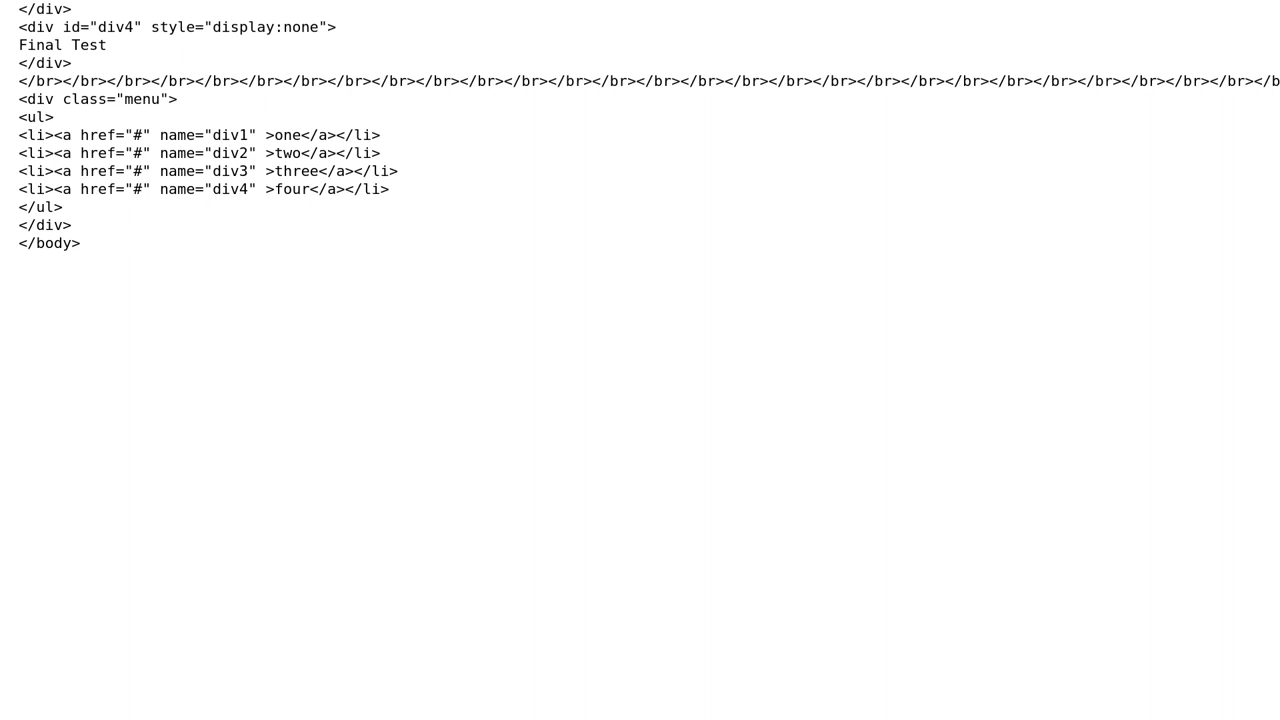 </div>
<div id="div4" style="display:none">
Final Test
</div>
</br></br></br></br></br></br></br></br></br></br></br></br></br></br></br></br></br></br></br></br></br></br></br></br></br></br></br></br></b
<div class="menu">
<ul>
<li><a href="#" name="div1" >one</a></li>
<li><a href="#" name="div2" >two</a></li>
<li><a href="#" name="div3" >three</a></li>
<li><a href="#" name="div4" >four</a></li>
</ul>
</div>
</body>